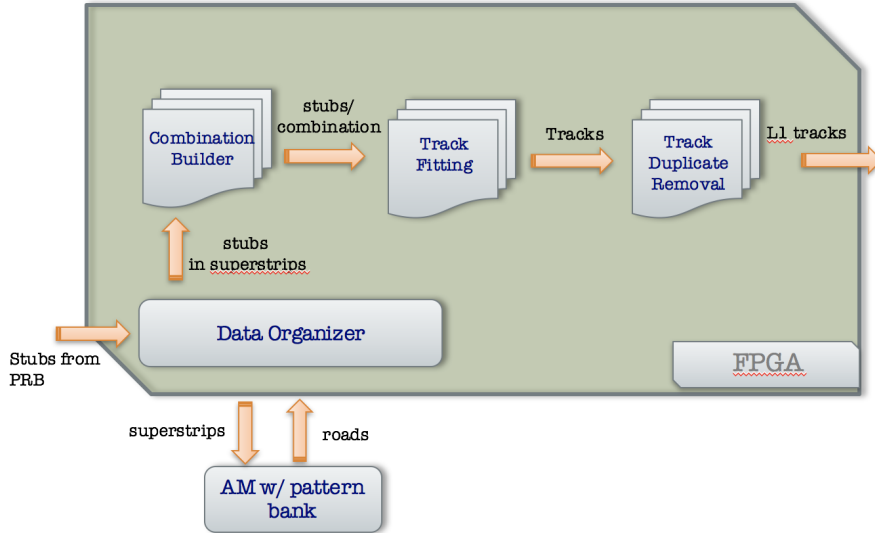 Combination
Builder
stubs/
combination
Track
Fitting
Tracks
Track
Duplicate
Removal
L1 tracks
stubs
in superstrips
Data Organizer
Stubs from
PRB
FPGA
superstrips
roads
AM w/ pattern
bank